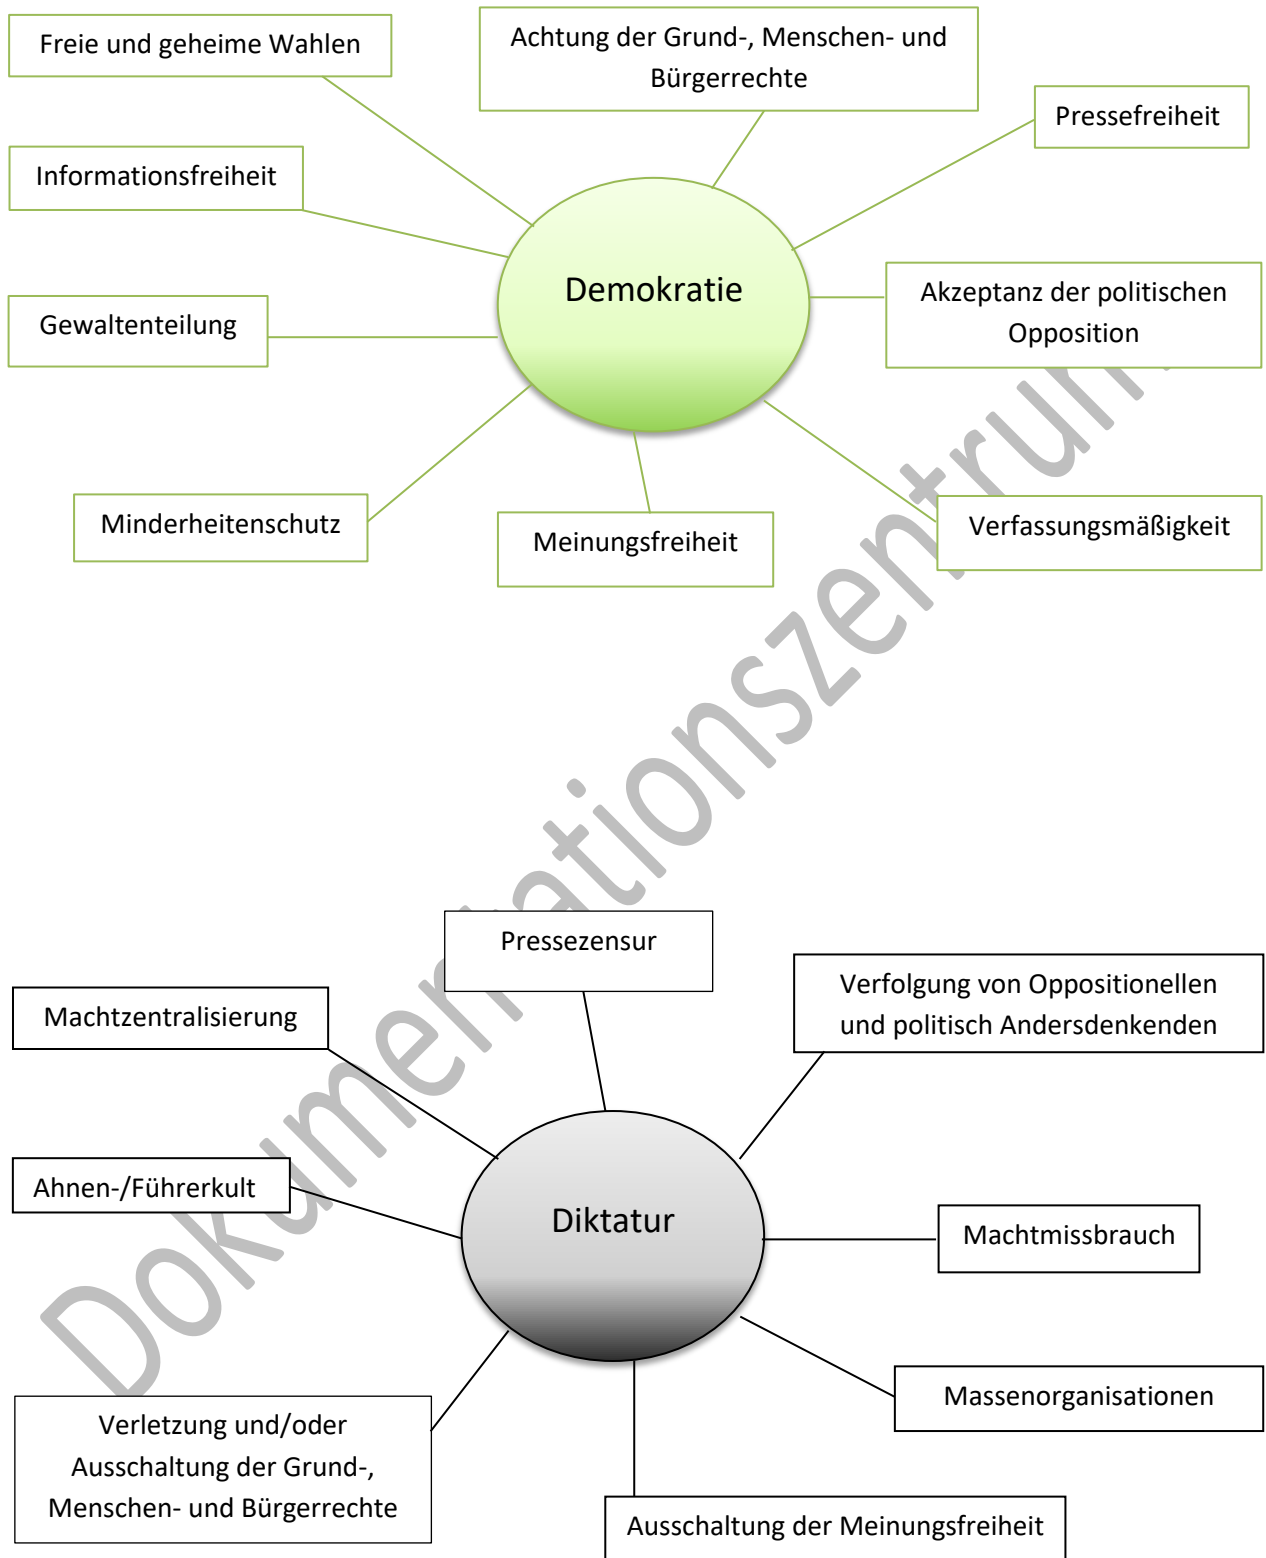 Freie und geheime Wahlen
Achtung der Grund-, Menschen- und
Bürgerrechte
Pressefreiheit
Informationsfreiheit
Demokratie
Akzeptanz der politischen
Opposition
Gewaltenteilung
Minderheitenschutz
Meinungsfreiheit
Verfassungsmäßigkeit
Dokumentationszentrum
Pressezensur
Verfolgung von Oppositionellen
und politisch Andersdenkenden
Machtzentralisierung
Ahnen-/Führerkult
Diktatur
Machtmissbrauch
Massenorganisationen
Verletzung und/oder
Ausschaltung der Grund-,
Menschen- und Bürgerrechte
Ausschaltung der Meinungsfreiheit